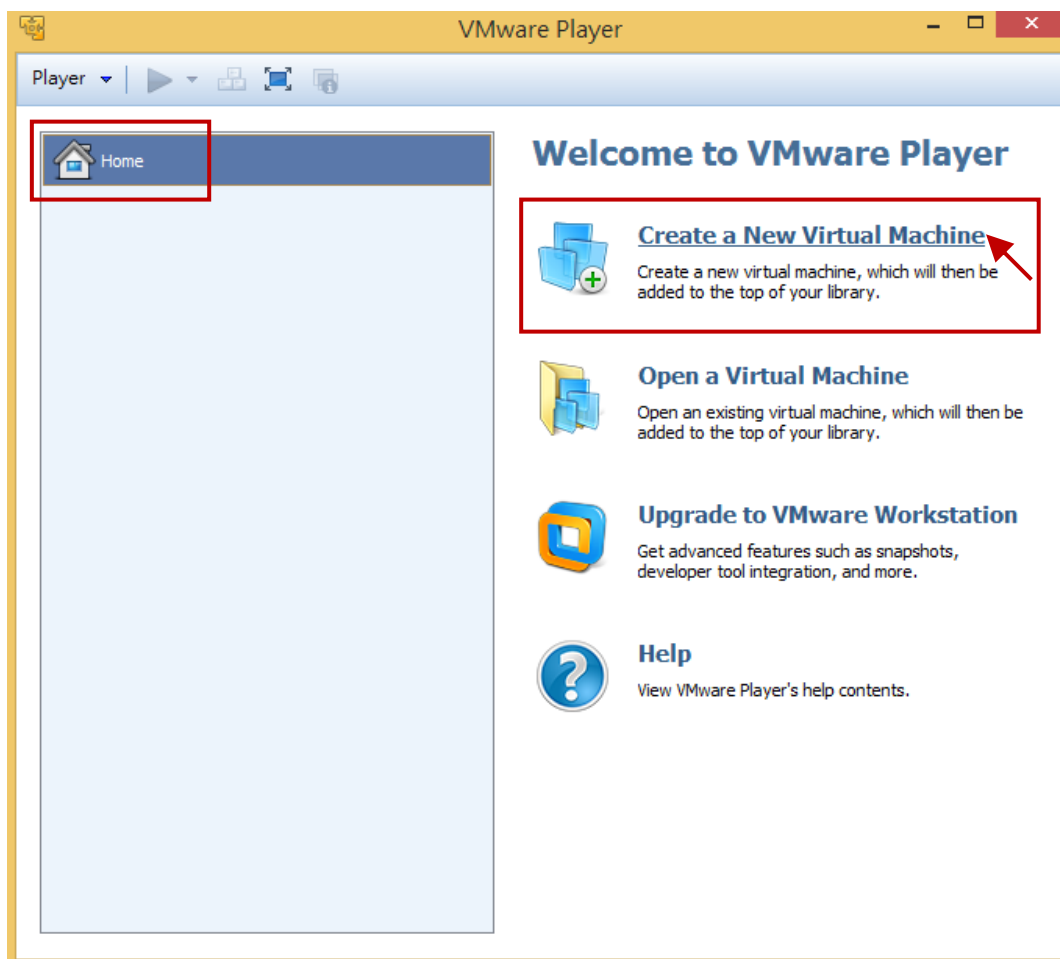 VMware Player
Player
Home
Welcome to VMware Player
Create a New Virtual Machine
Create a new virtual machine, which will then be
added to the top of your library.
Open a Virtual Machine
Open an existing virtual machine, which will then be
added to the top of your library.
Upgrade to VMware Workstation
Get advanced features such as snapshots,
developer tool integration, and more.
Help
View VMware Player's help contents.